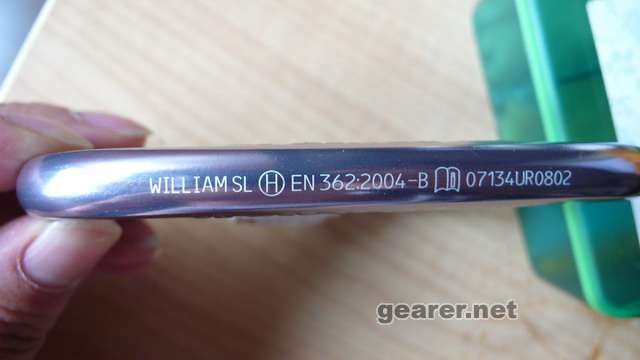 WILLIAM SL Ⓗ EN 362:2004-B 07134UR0802
gearer.net